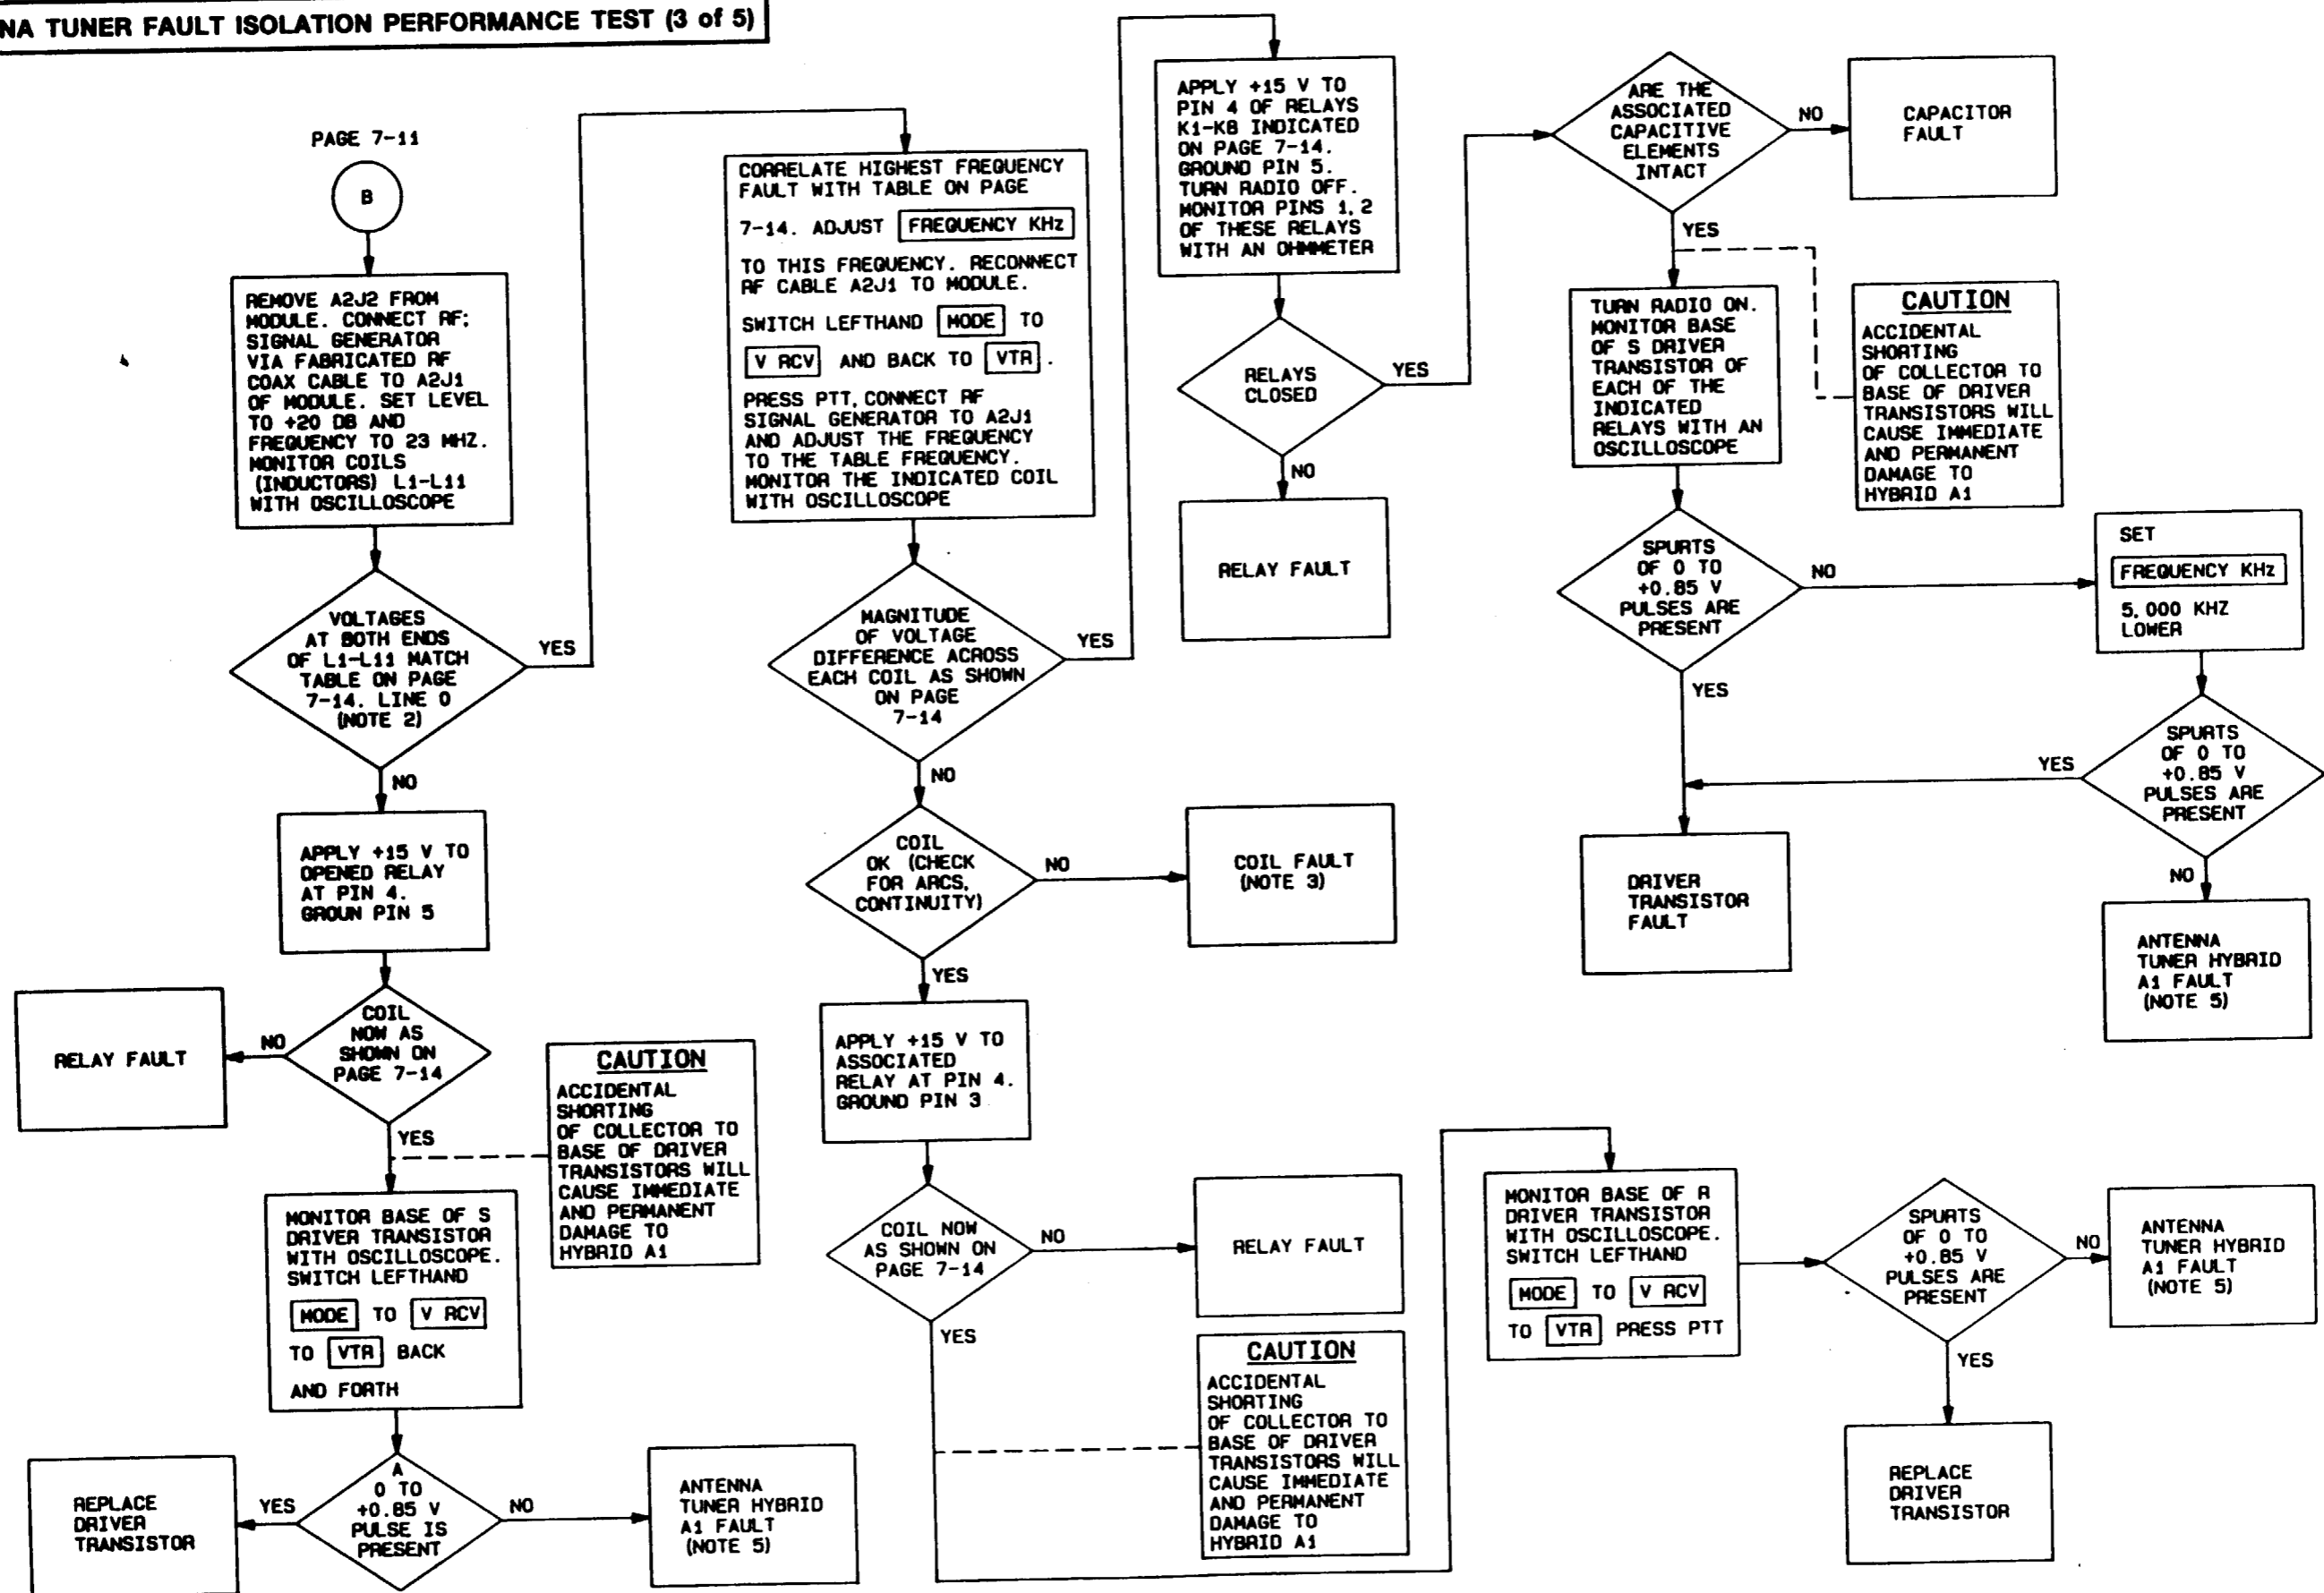 NA TUNER FAULT ISOLATION PERFORMANCE TEST (3 of 5)
PAGE 7-11
B
REMOVE A2J2 FROM
MODULE. CONNECT RF;
SIGNAL GENERATOR
VIA FABRICATED RF
COAX CABLE TO A2J1
OF MODULE. SET LEVEL
TO +20 DB AND
FREQUENCY TO 23 MHZ.
MONITOR COILS
(INDUCTORS) L1-L11
WITH OSCILLOSCOPE
VOLTAGES
AT BOTH ENDS
OF L1-L11 MATCH
TABLE ON PAGE
7-14. LINE 0
(NOTE 2)
YES
NO
APPLY +15 V TO
OPENED RELAY
AT PIN 4.
GROUN PIN 5
COIL
NOW AS
SHOWN ON
PAGE 7-14
NO
RELAY FAULT
YES
CAUTION
ACCIDENTAL
SHORTING
OF COLLECTOR TO
BASE OF DRIVER
TRANSISTORS WILL
CAUSE IMMEDIATE
AND PERMANENT
DAMAGE TO
HYBRID A1
MONITOR BASE OF S
DRIVER TRANSISTOR
WITH OSCILLOSCOPE.
SWITCH LEFTHAND
MODE TO V RCV
TO VTR BACK
AND FORTH
A
0 TO
+0.85 V
PULSE IS
PRESENT
YES
REPLACE
DRIVER
TRANSISTOR
NO
ANTENNA
TUNER HYBRID
A1 FAULT
(NOTE 5)
CORRELATE HIGHEST FREQUENCY
FAULT WITH TABLE ON PAGE
7-14. ADJUST FREQUENCY KHz
TO THIS FREQUENCY. RECONNECT
RF CABLE A2J1 TO MODULE.
SWITCH LEFTHAND MODE TO
V RCV AND BACK TO VTR .
PRESS PTT, CONNECT RF
SIGNAL GENERATOR TO A2J1
AND ADJUST THE FREQUENCY
TO THE TABLE FREQUENCY.
MONITOR THE INDICATED COIL
WITH OSCILLOSCOPE
MAGNITUDE
OF VOLTAGE
DIFFERENCE ACROSS
EACH COIL AS SHOWN
ON PAGE
7-14
YES
NO
COIL
OK (CHECK
FOR ARCS,
CONTINUITY)
NO
COIL FAULT
(NOTE 3)
YES
APPLY +15 V TO
ASSOCIATED
RELAY AT PIN 4.
GROUND PIN 3
COIL NOW
AS SHOWN ON
PAGE 7-14
NO
RELAY FAULT
YES
CAUTION
ACCIDENTAL
SHORTING
OF COLLECTOR TO
BASE OF DRIVER
TRANSISTORS WILL
CAUSE IMMEDIATE
AND PERMANENT
DAMAGE TO
HYBRID A1
MONITOR BASE OF R
DRIVER TRANSISTOR
WITH OSCILLOSCOPE.
SWITCH LEFTHAND
MODE TO V RCV
TO VTR PRESS PTT
SPURTS
OF 0 TO
+0.85 V
PULSES ARE
PRESENT
NO
ANTENNA
TUNER HYBRID
A1 FAULT
(NOTE 5)
YES
REPLACE
DRIVER
TRANSISTOR
APPLY +15 V TO
PIN 4 OF RELAYS
K1-K8 INDICATED
ON PAGE 7-14.
GROUND PIN 5.
TURN RADIO OFF.
MONITOR PINS 1,2
OF THESE RELAYS
WITH AN OHMMETER
RELAYS
CLOSED
YES
NO
RELAY FAULT
ARE THE
ASSOCIATED
CAPACITIVE
ELEMENTS
INTACT
NO
CAPACITOR
FAULT
YES
CAUTION
ACCIDENTAL
SHORTING
OF COLLECTOR TO
BASE OF DRIVER
TRANSISTORS WILL
CAUSE IMMEDIATE
AND PERMANENT
DAMAGE TO
HYBRID A1
TURN RADIO ON.
MONITOR BASE
OF S DRIVER
TRANSISTOR OF
EACH OF THE
INDICATED
RELAYS WITH AN
OSCILLOSCOPE
SPURTS
OF 0 TO
+0.85 V
PULSES ARE
PRESENT
NO
SET
FREQUENCY KHz
5,000 KHZ
LOWER
YES
SPURTS
OF 0 TO
+0.85 V
PULSES ARE
PRESENT
YES
DRIVER
TRANSISTOR
FAULT
NO
ANTENNA
TUNER HYBRID
A1 FAULT
(NOTE 5)